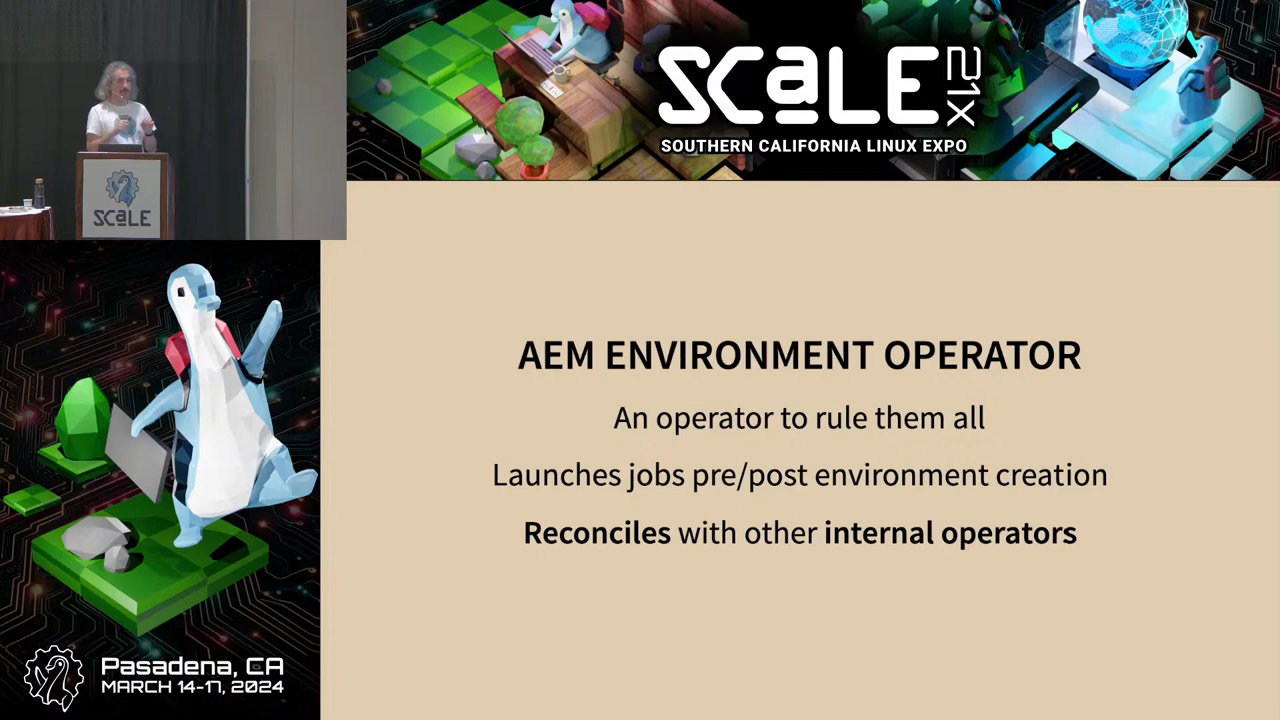 SCaLE 21x
SOUTHERN CALIFORNIA LINUX EXPO
SCaLE
AEM ENVIRONMENT OPERATOR
An operator to rule them all
Launches jobs pre/post environment creation
Reconciles with other internal operators
Pasadena, CA
MARCH 14-17, 2024